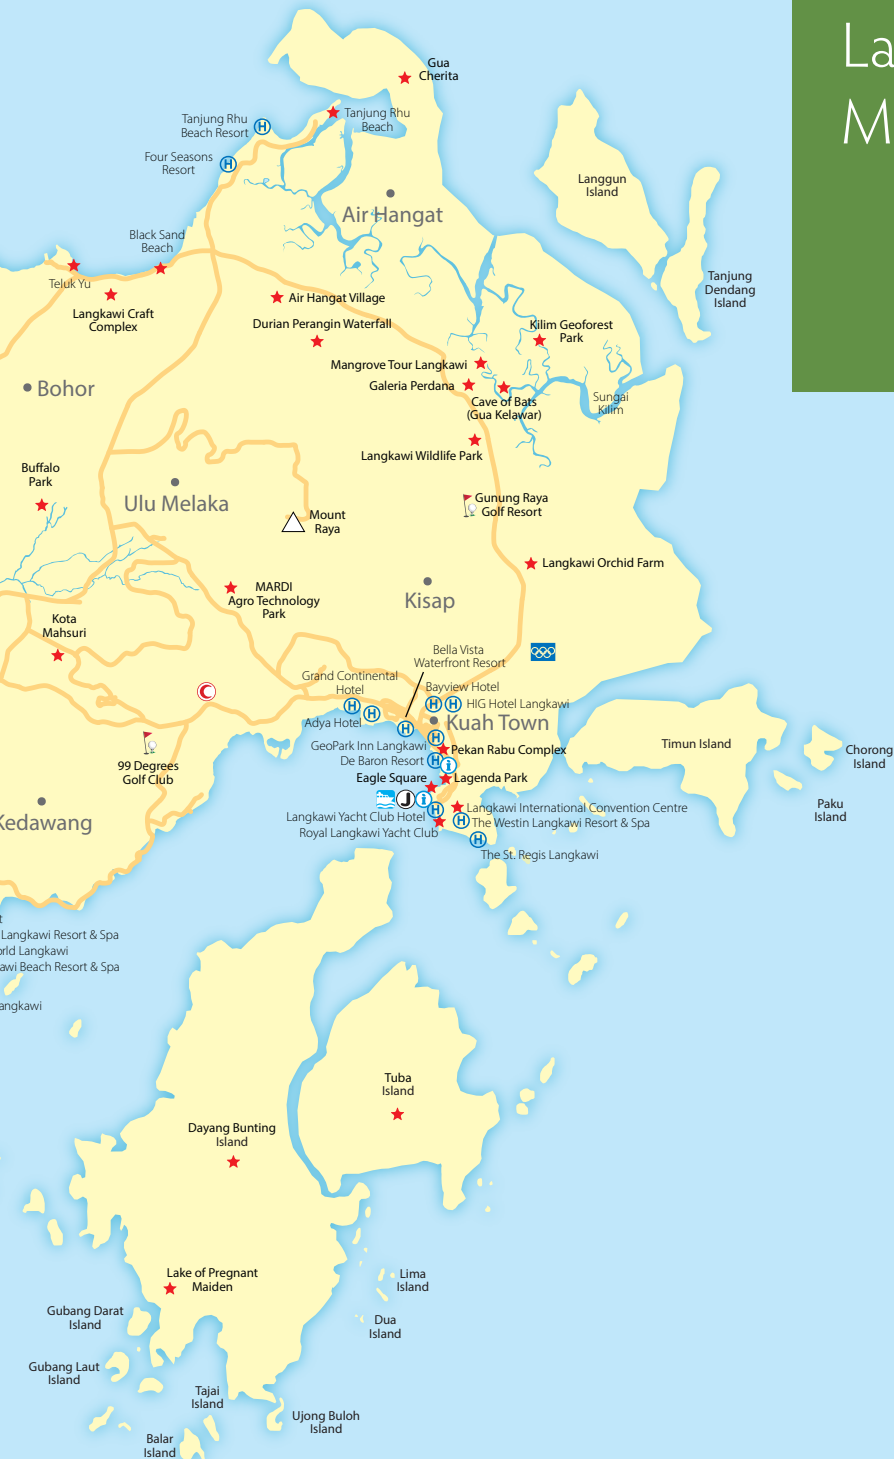 La
M
Gua
Cherita
Tanjung Rhu
Beach Resort
Tanjung Rhu
Beach
Four Seasons
Resort
Langgun
Island
Air Hangat
Black Sand
Beach
Teluk Yu
Tanjung
Dendang
Island
Air Hangat Village
Langkawi Craft
Complex
Durian Perangin Waterfall
Kilim Geoforest
Park
Mangrove Tour Langkawi
Galeria Perdana
Bohor
Cave of Bats
(Gua Kelawar)
Sungai
Kilim
Langkawi Wildlife Park
Buffalo
Park
Ulu Melaka
Gunung Raya
Golf Resort
Mount
Raya
Langkawi Orchid Farm
MARDI
Agro Technology
Park
Kisap
Kota
Mahsuri
Bella Vista
Waterfront Resort
Grand Continental
Hotel
Bayview Hotel
HIG Hotel Langkawi
Adya Hotel
Kuah Town
GeoPark Inn Langkawi
Pekan Rabu Complex
Timun Island
Chorong
Island
De Baron Resort
99 Degrees
Golf Club
Eagle Square
Lagenda Park
Paku
Island
Langkawi International Convention Centre
Kedawang
Langkawi Yacht Club Hotel
The Westin Langkawi Resort & Spa
Royal Langkawi Yacht Club
The St. Regis Langkawi
t
Langkawi Resort & Spa
orld Langkawi
awi Beach Resort & Spa
angkawi
Tuba
Island
Dayang Bunting
Island
Lake of Pregnant
Maiden
Lima
Island
Gubang Darat
Island
Dua
Island
Gubang Laut
Island
Tajai
Island
Ujong Buloh
Island
Balar
Island
H
H
H
H
H
H
H
H
H
H
H
H
i
i
J